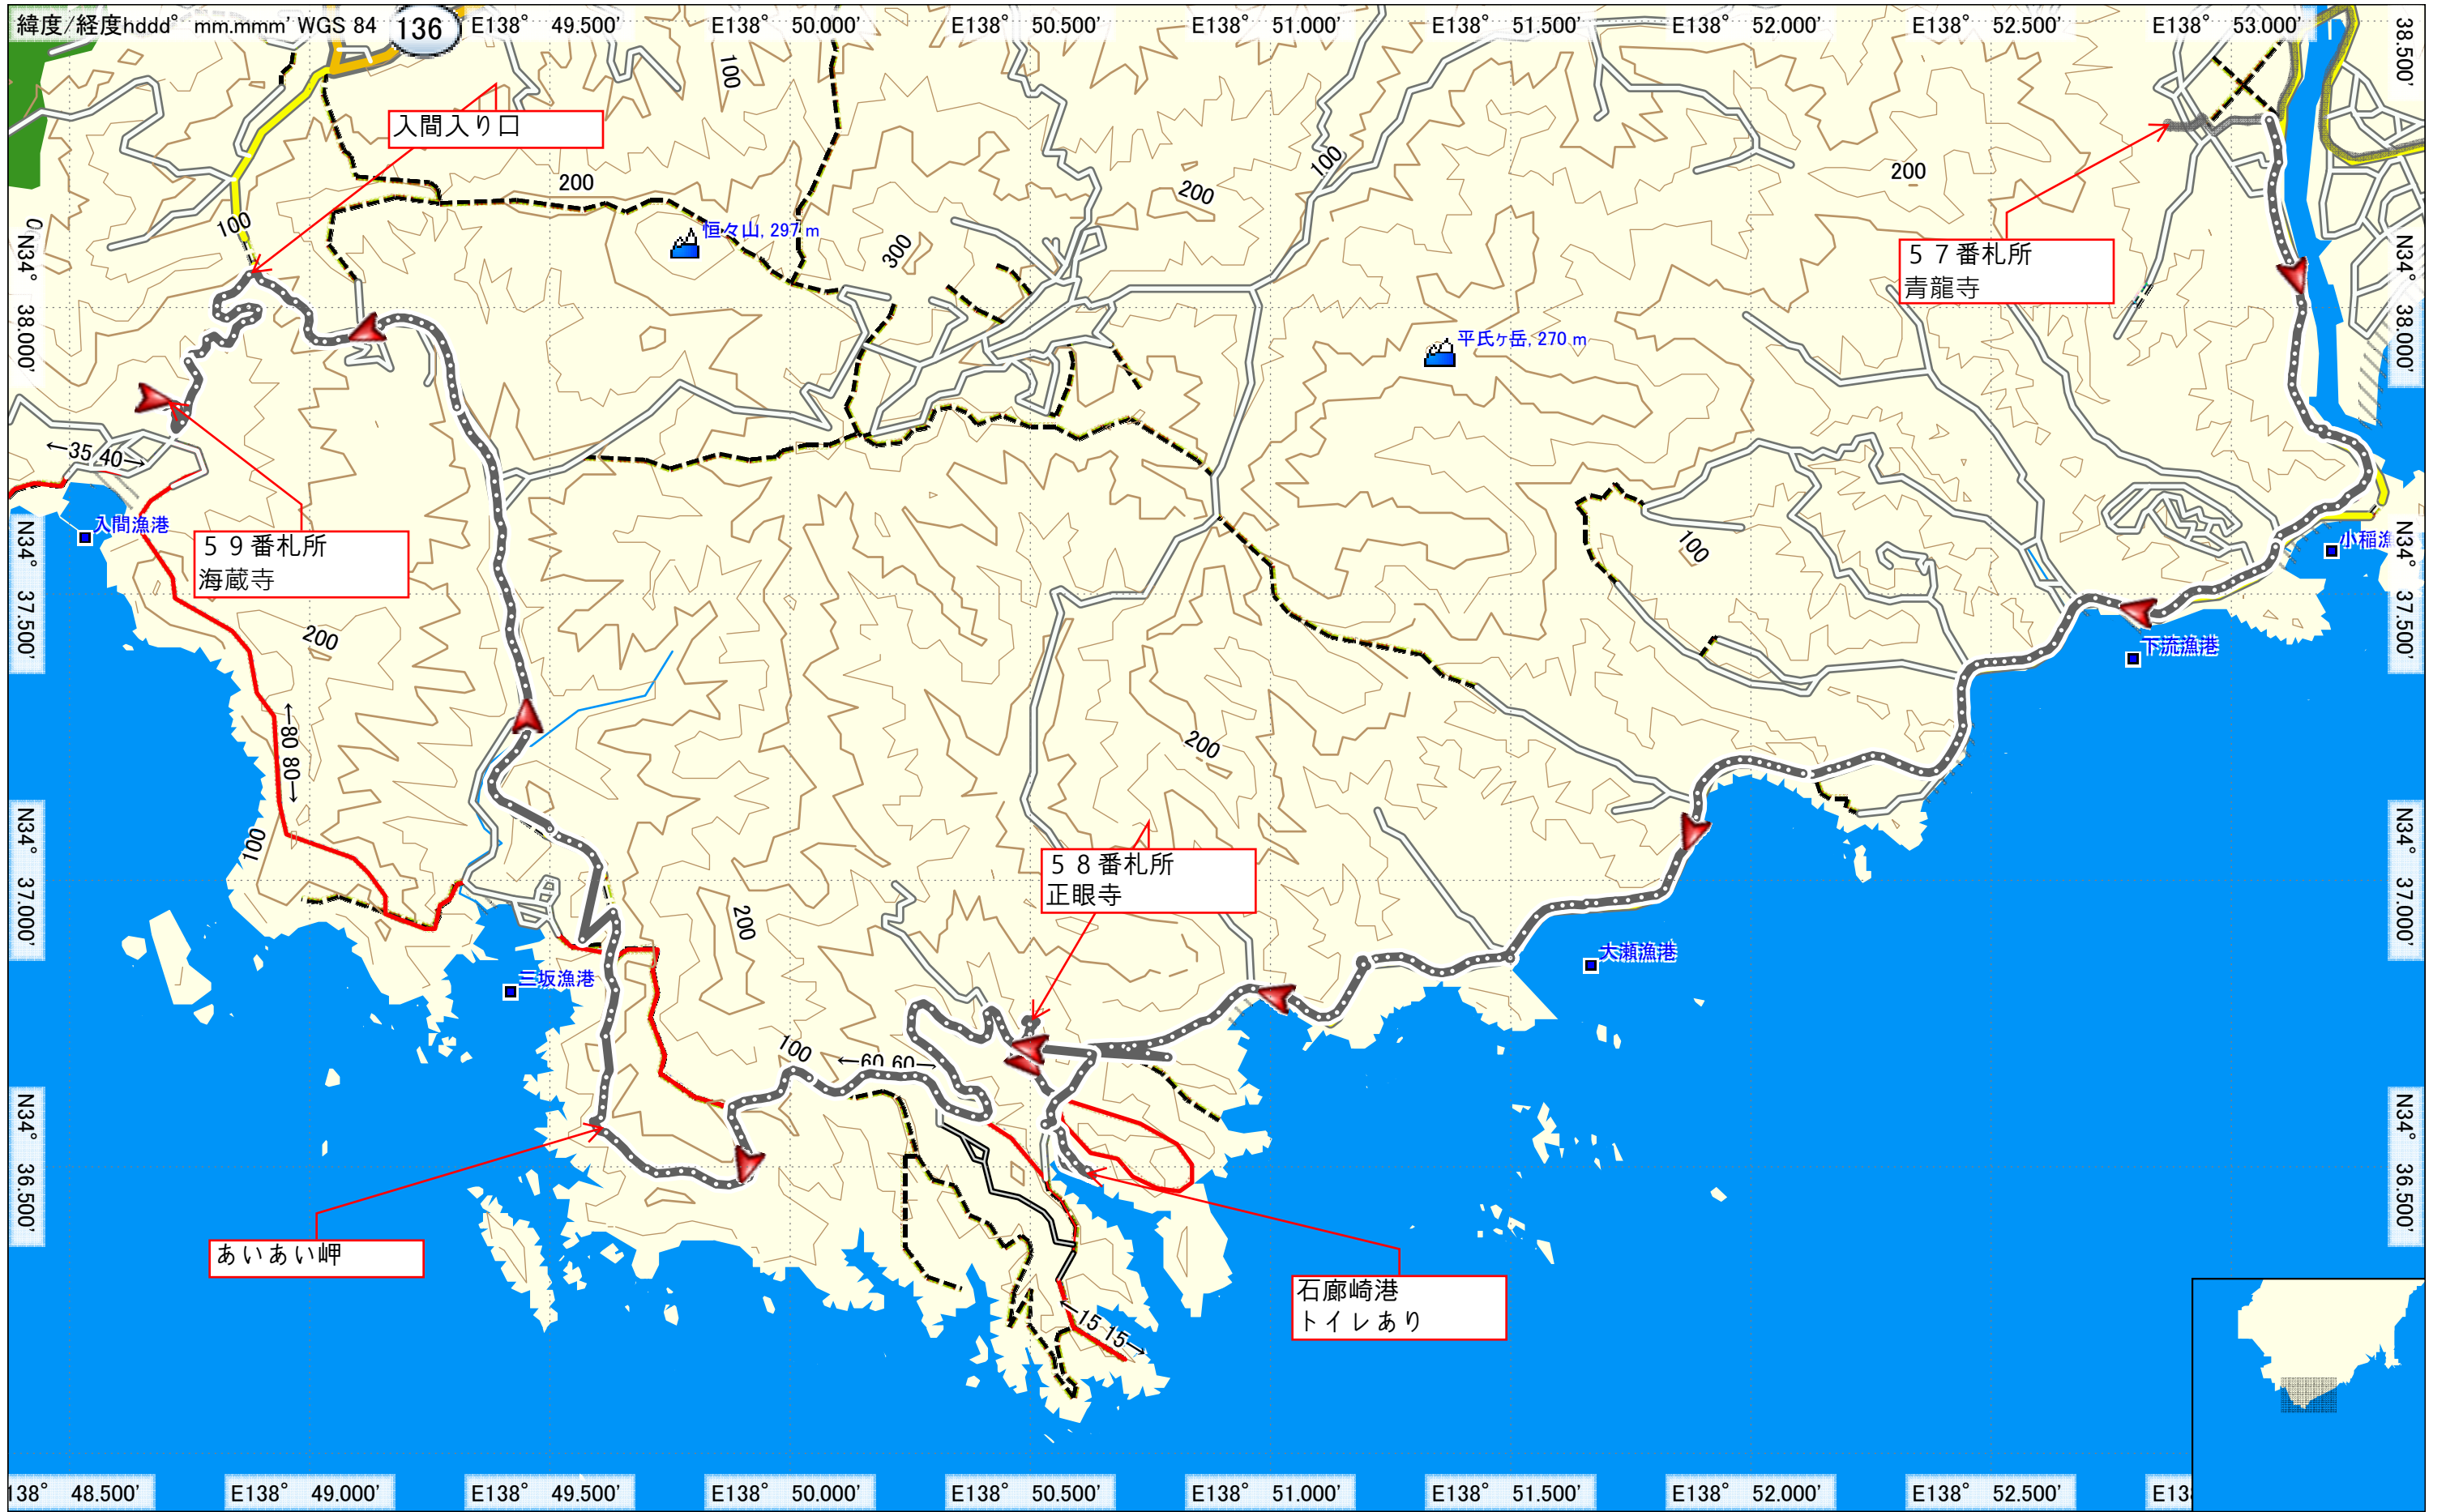 緯度/経度hddd° mm.mmm' WGS 84
136
E138° 49.500'
E138° 50.000'
E138° 50.500'
E138° 51.000'
E138° 51.500'
E138° 52.000'
E138° 52.500'
E138° 53.000'
38.500'
入間入り口
100
200
100
200
100
200
0
100
恒々山, 297 m
300
５７番札所
青龍寺
N34° 38.000'
N34° 38.000'
平氏ヶ岳, 270 m
←35 40→
入間漁港
５９番札所
海蔵寺
N34° 37.500'
N34° 37.500'
100
小稲漁
200
下流漁港
←80 80→
200
100
N34° 37.000'
N34° 37.000'
５８番札所
正眼寺
200
大瀬漁港
三坂漁港
100
←60 60→
N34° 36.500'
N34° 36.500'
あいあい岬
石廊崎港
トイレあり
←15 15→
138° 48.500'
E138° 49.000'
E138° 49.500'
E138° 50.000'
E138° 50.500'
E138° 51.000'
E138° 51.500'
E138° 52.000'
E138° 52.500'
E13